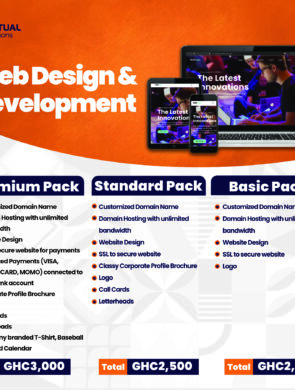 TUAL
ions
eb Design &
evelopment
The Latest
Innovations
The Latest
Innovations
The Latest
Innovations
mium Pack
ized Domain Name
Hosting with unlimited
dth
Design
ecure website for payments
ed Payments (VISA,
CARD, MOMO) connected to
nk account
ate Profile Brochure
ds
eads
ny branded T-Shirt, Baseball
d Calendar
GHC3,000
Standard Pack
Customized Domain Name
Domain Hosting with unlimited
bandwidth
Website Design
SSL to secure website
Classy Corporate Profile Brochure
Logo
Call Cards
Letterheads
Total GHC2,500
Basic Pac
Customized Domain Name
Domain Hosting with un
bandwidth
Website Design
SSL to secure website
Logo
Total GHC2,